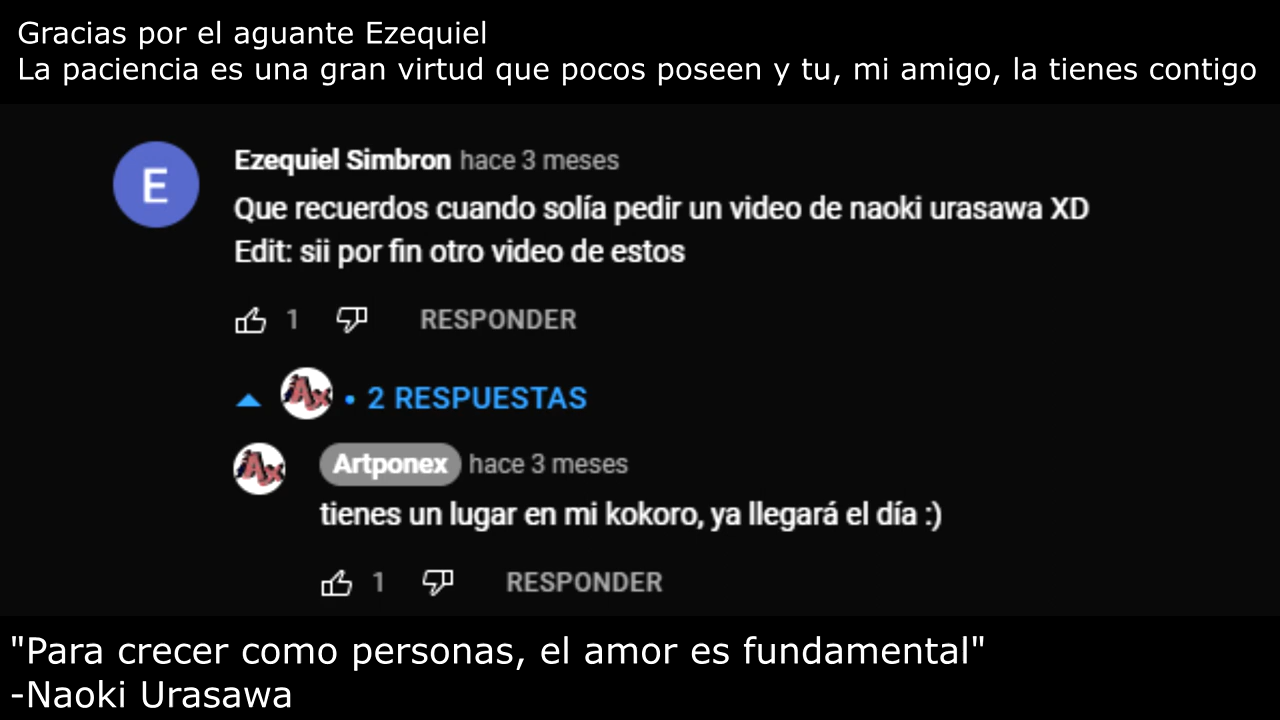 Gracias por el aguante Ezequiel
La paciencia es una gran virtud que pocos poseen y tu, mi amigo, la tienes contigo
E
Ezequiel Simbron hace 3 meses
Que recuerdos cuando solía pedir un video de naoki urasawa XD
Edit: sii por fin otro video de estos
1 RESPONDER
Ax • 2 RESPUESTAS
Ax Artponex hace 3 meses
tienes un lugar en mi kokoro, ya llegará el día :)
1 RESPONDER
"Para crecer como personas, el amor es fundamental"
-Naoki Urasawa